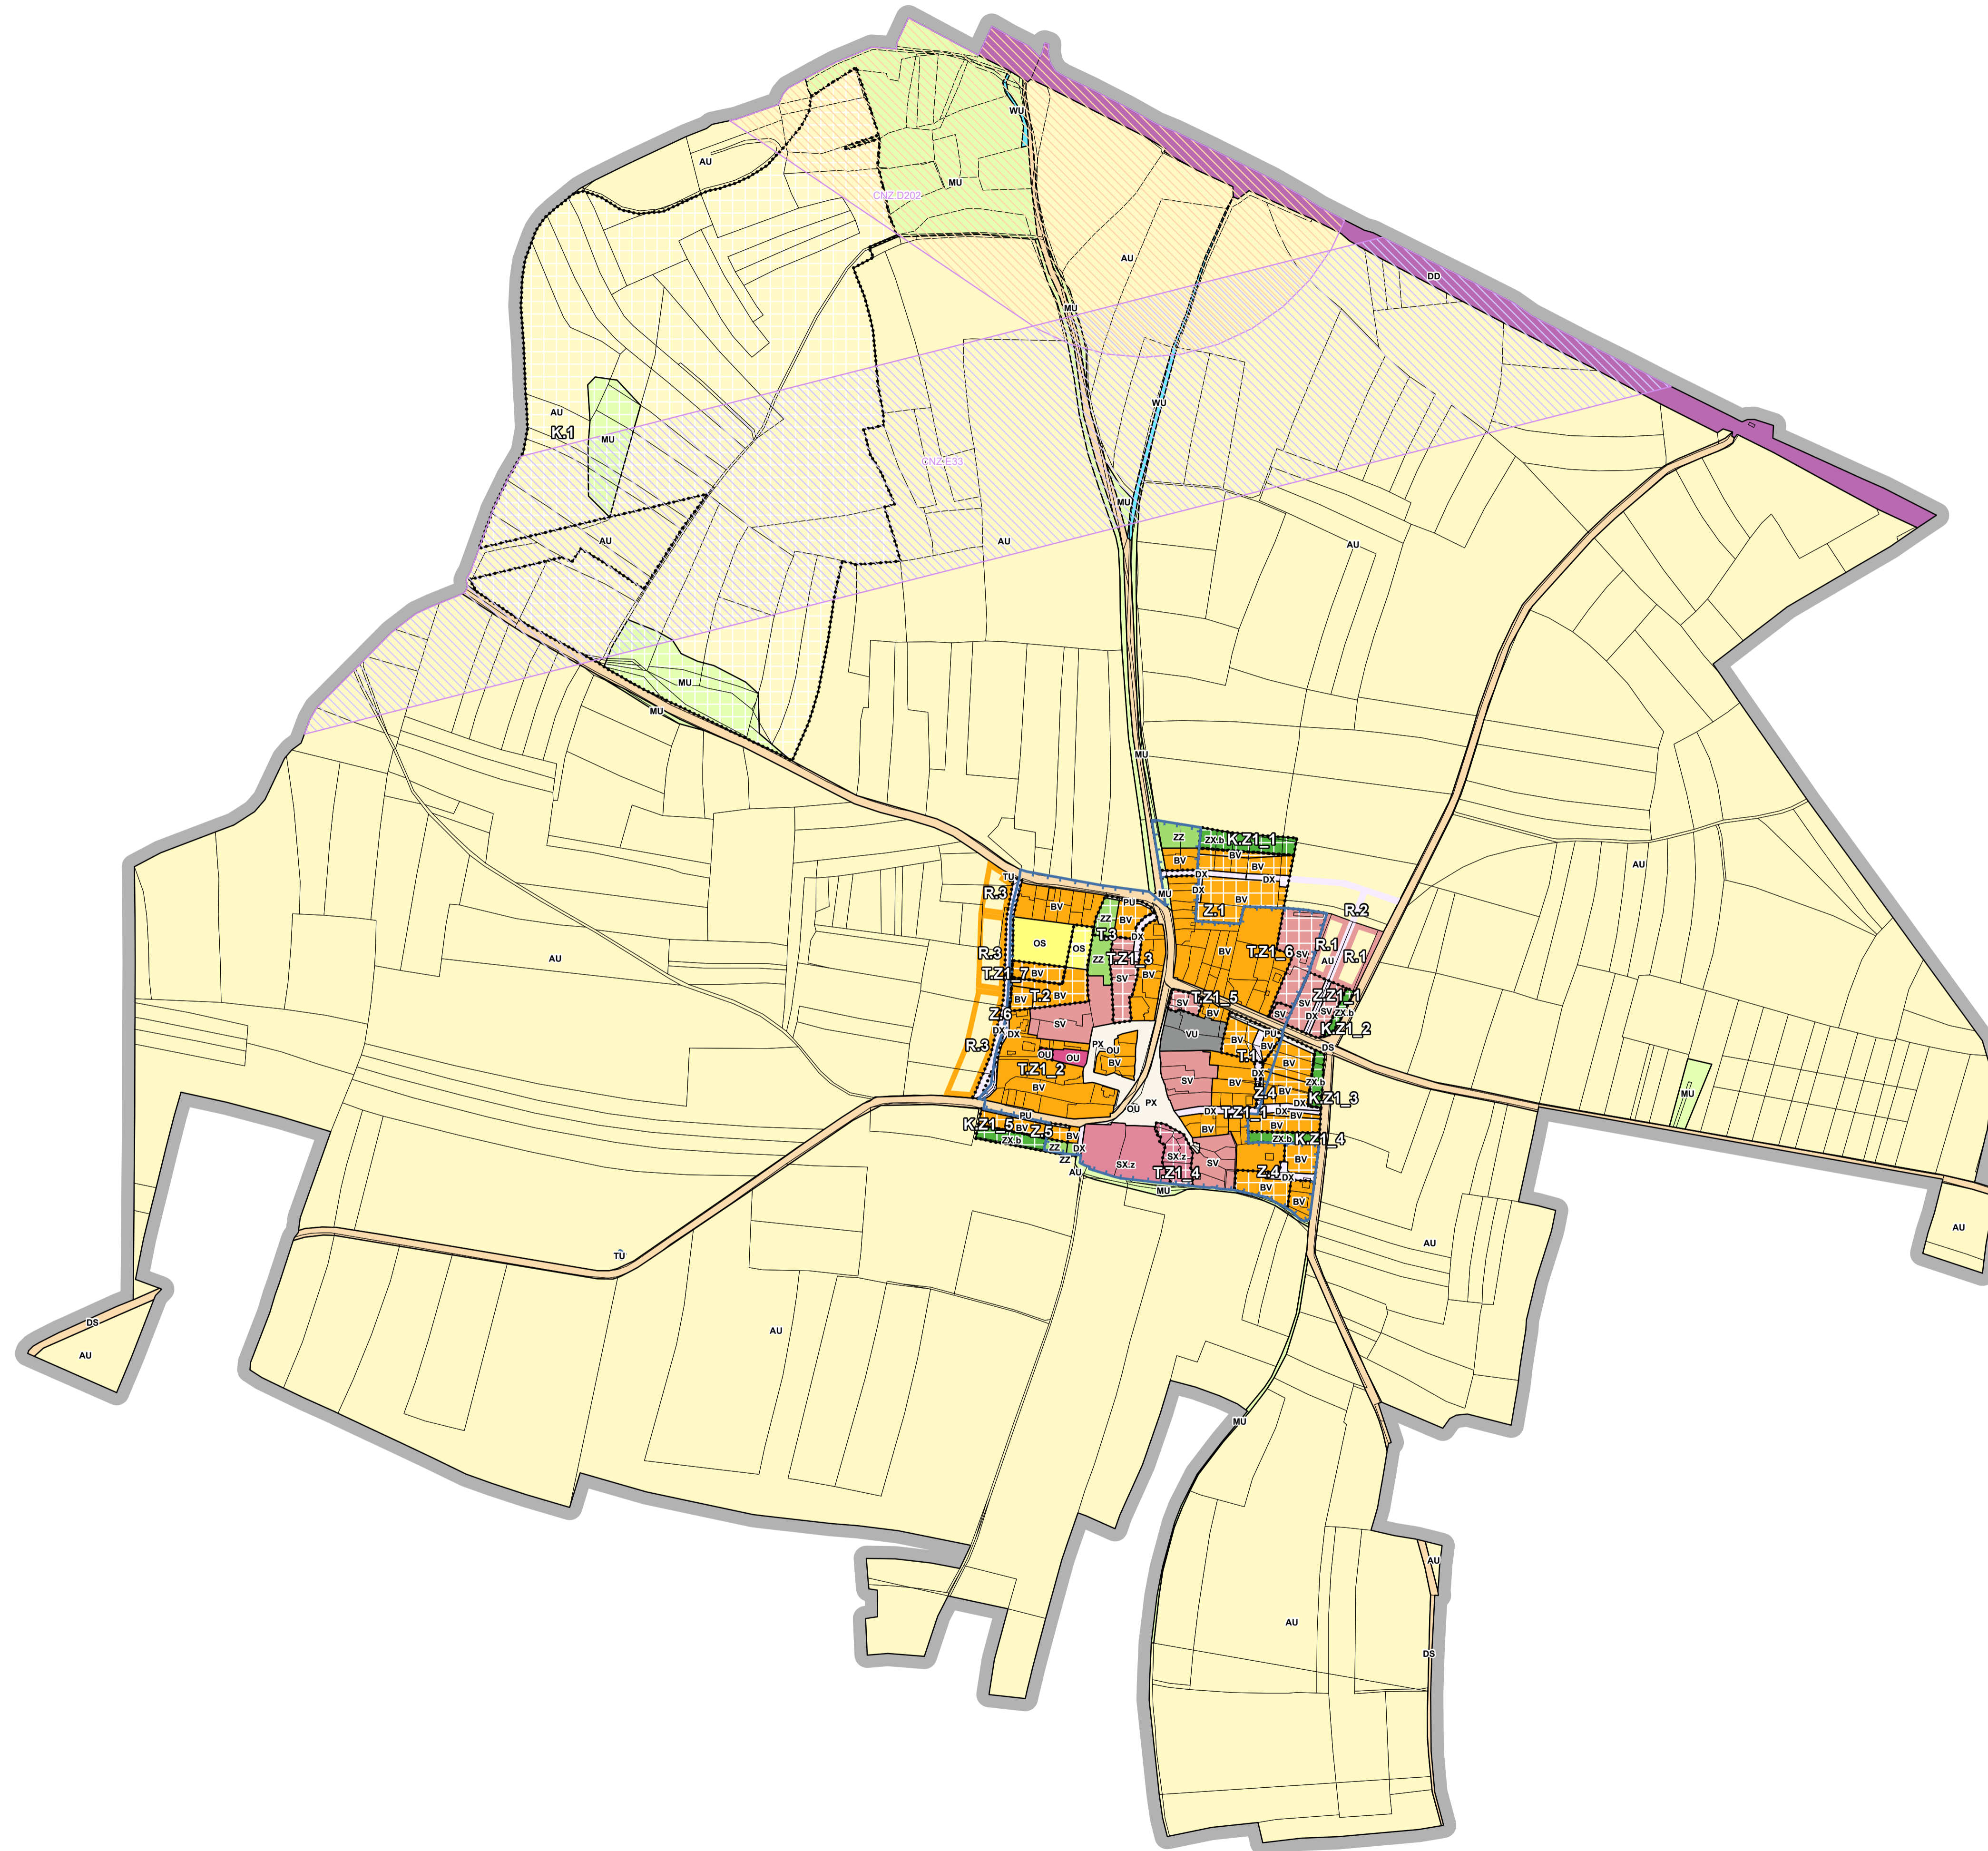 WU
AU
MU
CNZ.D202
AU
DD
MU
WU
AU
K.1
MU
CNZ.E33
MU
AU
AU
AU
MU
MU
MU
ZZ
ZX.b
K.Z1_1
BV
BV
BV
AU
DX
DX
TU
DX
R.3
MU
BV
PU
BV
BV
Z.1
R.2
ZZ
T.3
DX
OS
OS
R.1
BV
T.Z1_6
SV
R.3
AU
R.1
AU
ZZ
T.Z1_3
T.Z1_7
BV
BV
SV
T.2
BV
BV
SV
T.Z1_5
Z.Z1_1
SV
SV
ZX.b
Z.6
BV
SV
DX
SV
DX
DX
VU
PU
K.Z1_2
R.3
PX
OU
BV
BV
DS
OU
OU
BV
T.1
BV
T.Z1_2
DX
BV
SV
BV
ZX.b
Z.4
BV
K.Z1_3
MU
PX
OU
DX
T.Z1_1
DX
DX
BV
PU
K.Z1_5
BV
Z.5
BV
BV
BV
ZX.b
ZZ
DX
ZX.b
K.Z1_4
ZZ
SX.z
SX.z
SV
BV
AU
T.Z1_4
Z.4
DX
MU
BV
BV
AU
AU
TU
DS
AU
AU
MU
AU
AU
DS